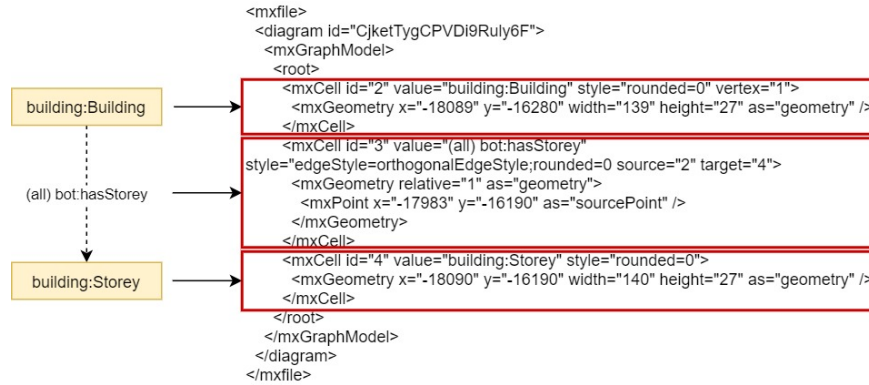 <mxfile>
<diagram id="CjketTygCPVDi9Ruly6F">
<mxGraphModel>
<root>
<mxCell id="2" value="building:Building" style="rounded=0" vertex="1">
<mxGeometry x="-18089" y="-16280" width="139" height="27" as="geometry" />
</mxCell>
<mxCell id="3" value="(all) bot:hasStorey"
style="edgeStyle=orthogonalEdgeStyle;rounded=0 source="2" target="4">
<mxGeometry relative="1" as="geometry">
<mxPoint x="-17983" y="-16190" as="sourcePoint" />
</mxGeometry>
</mxCell>
<mxCell id="4" value="building:Storey" style="rounded=0">
<mxGeometry x="-18090" y="-16190" width="140" height="27" as="geometry" />
</mxCell>
</root>
</mxGraphModel>
</diagram>
</mxfile>
building:Building
(all) bot:hasStorey
building:Storey